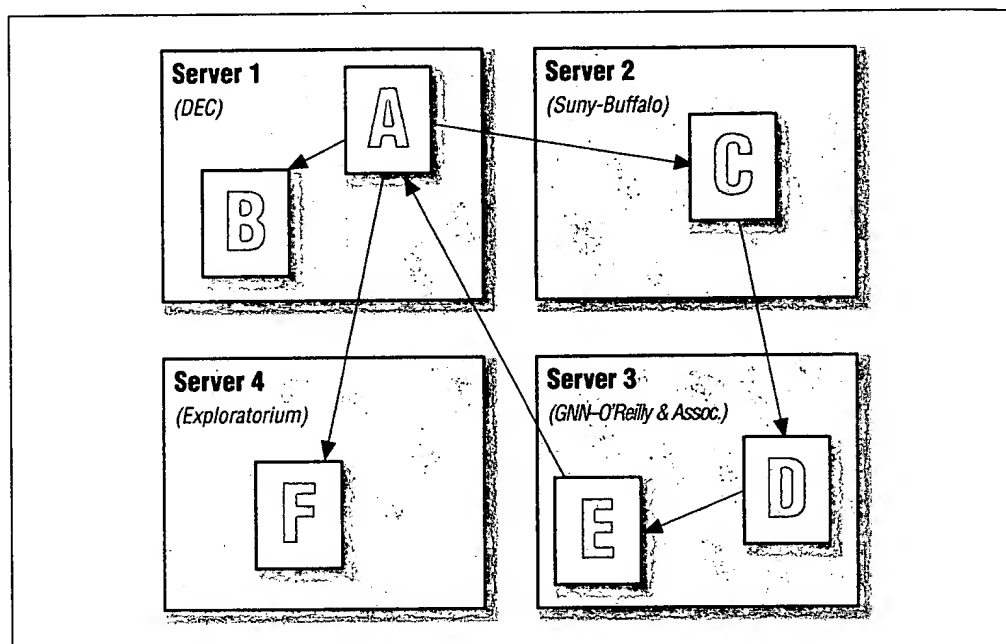 Server 1
(DEC)
A
B
Server 2
(Suny-Buffalo)
C
Server 4
(Exploratorium)
F
Server 3
(GNN–O'Reilly & Assoc.)
D
E